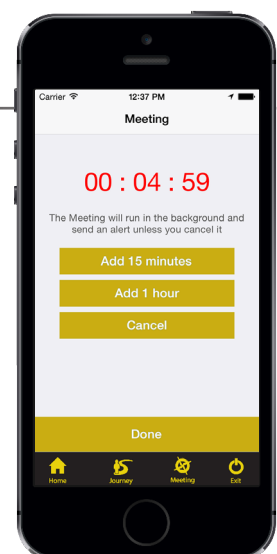 Carrier 12:37 PM
Meeting
00 : 04 : 59
The Meeting will run in the background and
send an alert unless you cancel it
Add 15 minutes
Add 1 hour
Cancel
Done
Home Journey Meeting Exit